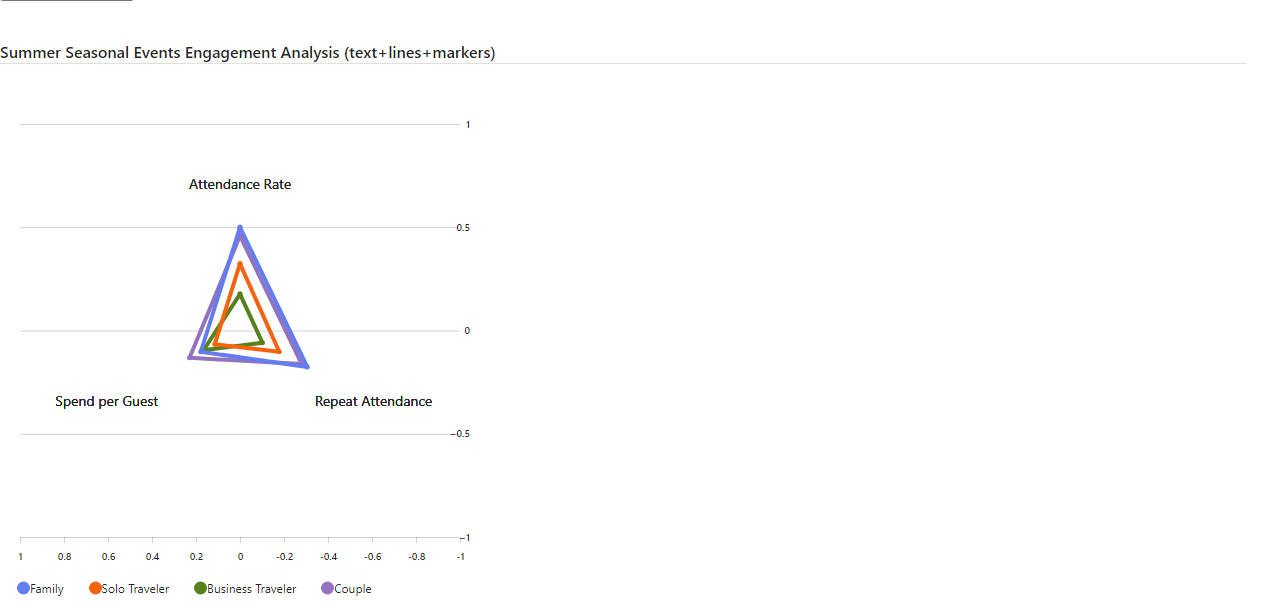 Summer Seasonal Events Engagement Analysis (text+lines+markers)
1
Attendance Rate
0.5
0
Spend per Guest
Repeat Attendance
−0.5
−1
1 0.8 0.6 0.4 0.2 0 -0.2 -0.4 -0.6 -0.8 -1
Family Solo Traveler Business Traveler Couple